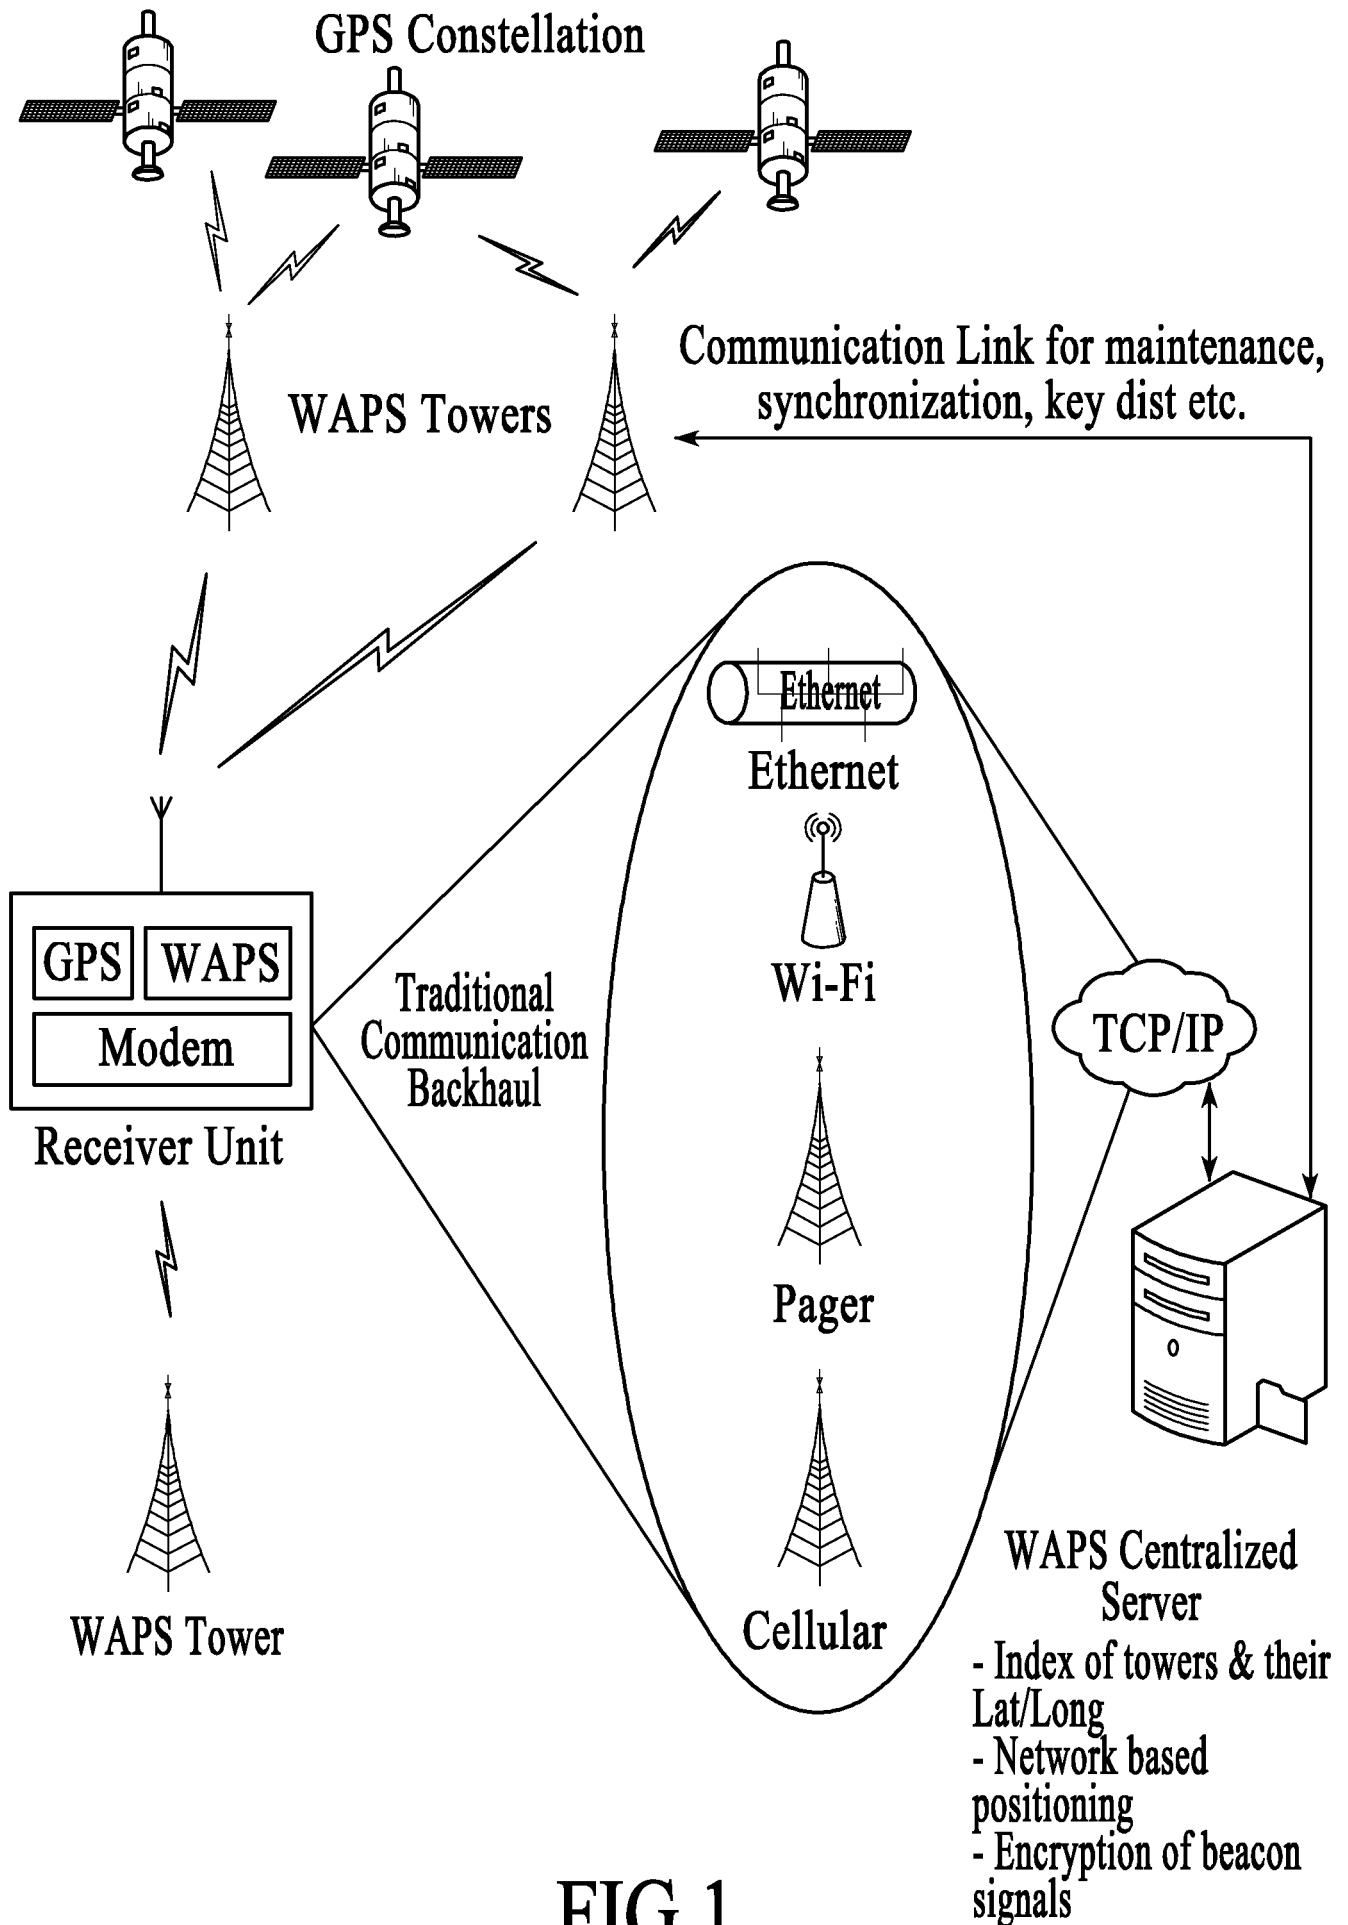 GPS Constellation
Communication Link for maintenance,
synchronization, key dist etc.
WAPS Towers
Ethernet
Ethernet
Wi-Fi
GPS
WAPS
Modem
Receiver Unit
Traditional
Communication
Backhaul
TCP/IP
Pager
Cellular
WAPS Tower
WAPS Centralized
Server
- Index of towers & their
Lat/Long
- Network based
positioning
- Encryption of beacon
signals
FIG.1